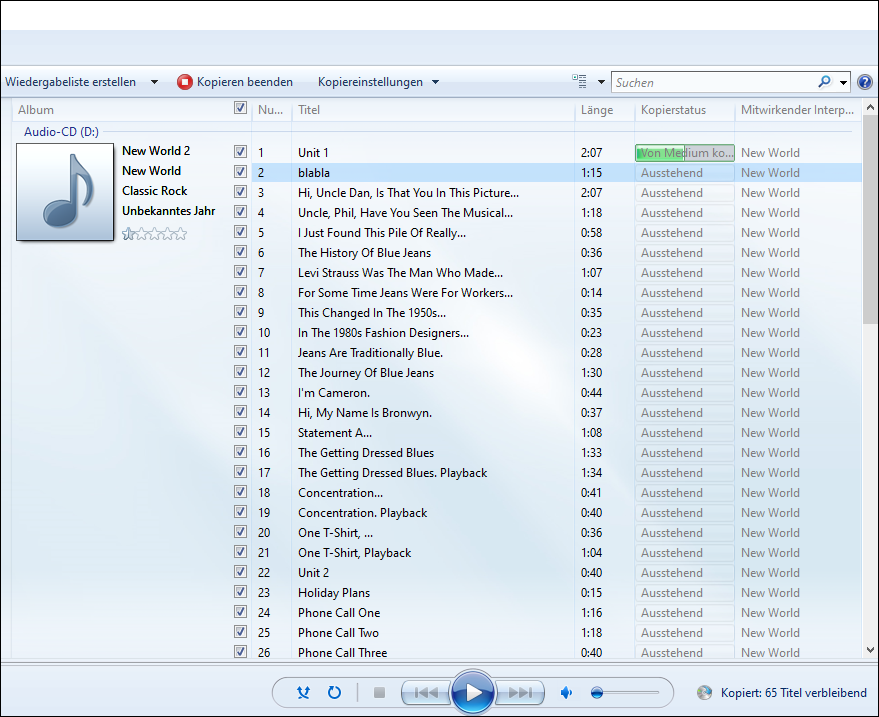 Wiedergabeliste erstellen Kopieren beenden Kopiereinstellungen Suchen
Album Nu... Titel Länge Kopierstatus Mitwirkender Interp...
Audio-CD (D:)
New World 2
New World
Classic Rock
Unbekanntes Jahr
1 Unit 1 2:07 Von Medium ko... New World
2 blabla 1:15 Ausstehend New World
3 Hi, Uncle Dan, Is That You In This Picture... 2:07 Ausstehend New World
4 Uncle, Phil, Have You Seen The Musical... 1:18 Ausstehend New World
5 I Just Found This Pile Of Really... 0:58 Ausstehend New World
6 The History Of Blue Jeans 0:36 Ausstehend New World
7 Levi Strauss Was The Man Who Made... 1:07 Ausstehend New World
8 For Some Time Jeans Were For Workers... 0:14 Ausstehend New World
9 This Changed In The 1950s... 0:35 Ausstehend New World
10 In The 1980s Fashion Designers... 0:23 Ausstehend New World
11 Jeans Are Traditionally Blue. 0:28 Ausstehend New World
12 The Journey Of Blue Jeans 1:30 Ausstehend New World
13 I'm Cameron. 0:44 Ausstehend New World
14 Hi, My Name Is Bronwyn. 0:37 Ausstehend New World
15 Statement A... 1:08 Ausstehend New World
16 The Getting Dressed Blues 1:33 Ausstehend New World
17 The Getting Dressed Blues. Playback 1:34 Ausstehend New World
18 Concentration... 0:41 Ausstehend New World
19 Concentration. Playback 0:40 Ausstehend New World
20 One T-Shirt, ... 0:36 Ausstehend New World
21 One T-Shirt, Playback 1:04 Ausstehend New World
22 Unit 2 0:40 Ausstehend New World
23 Holiday Plans 0:15 Ausstehend New World
24 Phone Call One 1:16 Ausstehend New World
25 Phone Call Two 1:18 Ausstehend New World
26 Phone Call Three 0:40 Ausstehend New World
Kopiert: 65 Titel verbleibend